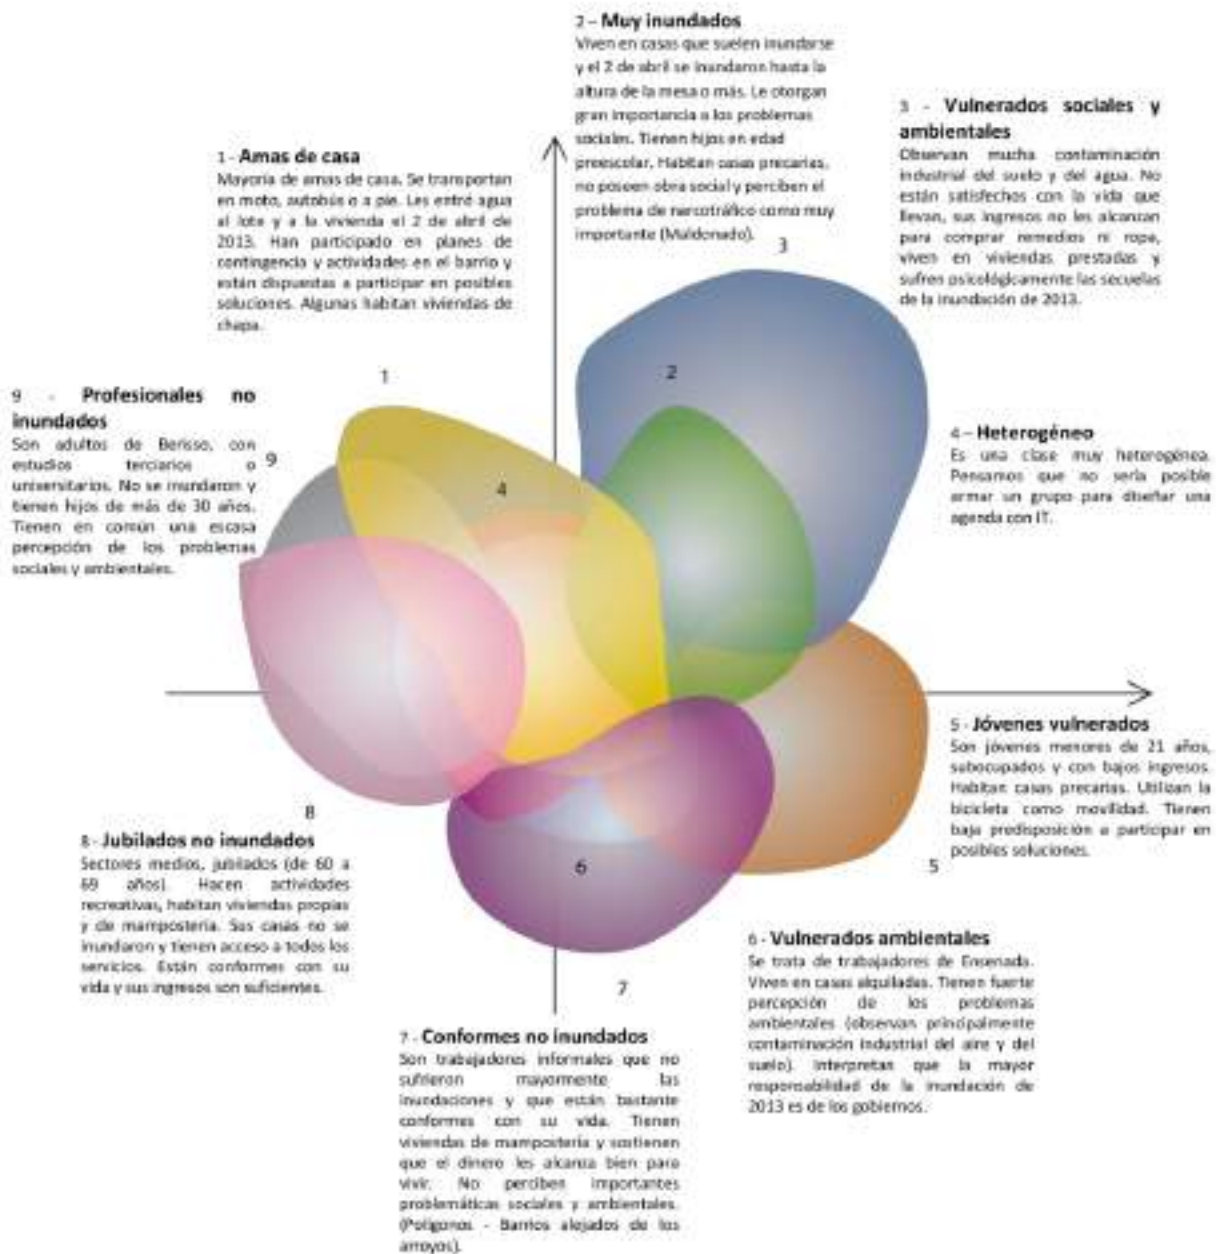 2 – Muy inundados
Viven en casas que suelen inundarse
y el 2 de abril se inundaron hasta la
altura de la mesa o más. Le otorgan
gran importancia a los problemas
sociales. Tienen hijos en edad
preescolar. Habitan casas precarias,
no poseen obra social y perciben el
problema de narcotráfico como muy
importante (Maldonado).
3 - Vulnerados sociales y
ambientales
Observan mucha contaminación
industrial del suelo y del agua. No
están satisfechos con la vida que
llevan, sus ingresos no les alcanzan
para comprar remedios ni ropa,
viven en viviendas prestadas y
sufren psicológicamente las secuelas
de la inundación de 2013.
1 - Amas de casa
Mayoría de amas de casa. Se transportan
en moto, autobús o a pie. Les entró agua
al lote y a la vivienda el 2 de abril de
2013. Han participado en planes de
contingencia y actividades en el barrio y
están dispuestas a participar en posibles
soluciones. Algunas habitan viviendas de
chapa.
3
1
2
9 - Profesionales no
inundados
Son adultos de Berisso, con
estudios terciarios o
universitarios. No se inundaron y
tienen hijos de más de 30 años.
Tienen en común una escasa
percepción de los problemas
sociales y ambientales.
9
4
4 – Heterogéneo
Es una clase muy heterogénea.
Pensamos que no sería posible
armar un grupo para diseñar una
agenda con IT.
5 - Jóvenes vulnerados
Son jóvenes menores de 21 años,
subocupados y con bajos ingresos.
Habitan casas precarias. Utilizan la
bicicleta como movilidad. Tienen
baja predisposición a participar en
posibles soluciones.
8
5
6
8 - Jubilados no inundados
Sectores medios, jubilados (de 60 a
69 años). Hacen actividades
recreativas, habitan viviendas propias
y de mampostería. Sus casas no se
inundaron y tienen acceso a todos los
servicios. Están conformes con su
vida y sus ingresos son suficientes.
6 - Vulnerados ambientales
Se trata de trabajadores de Ensenada.
Viven en casas alquiladas. Tienen fuerte
percepción de los problemas
ambientales (observan principalmente
contaminación industrial del aire y del
suelo). Interpretan que la mayor
responsabilidad de la inundación de
2013 es de los gobiernos.
7
7 - Conformes no inundados
Son trabajadores informales que no
sufrieron mayormente las
inundaciones y que están bastante
conformes con su vida. Tienen
viviendas de mampostería y sostienen
que el dinero les alcanza bien para
vivir. No perciben importantes
problemáticas sociales y ambientales.
(Polígonos - Barrios alejados de los
arroyos).